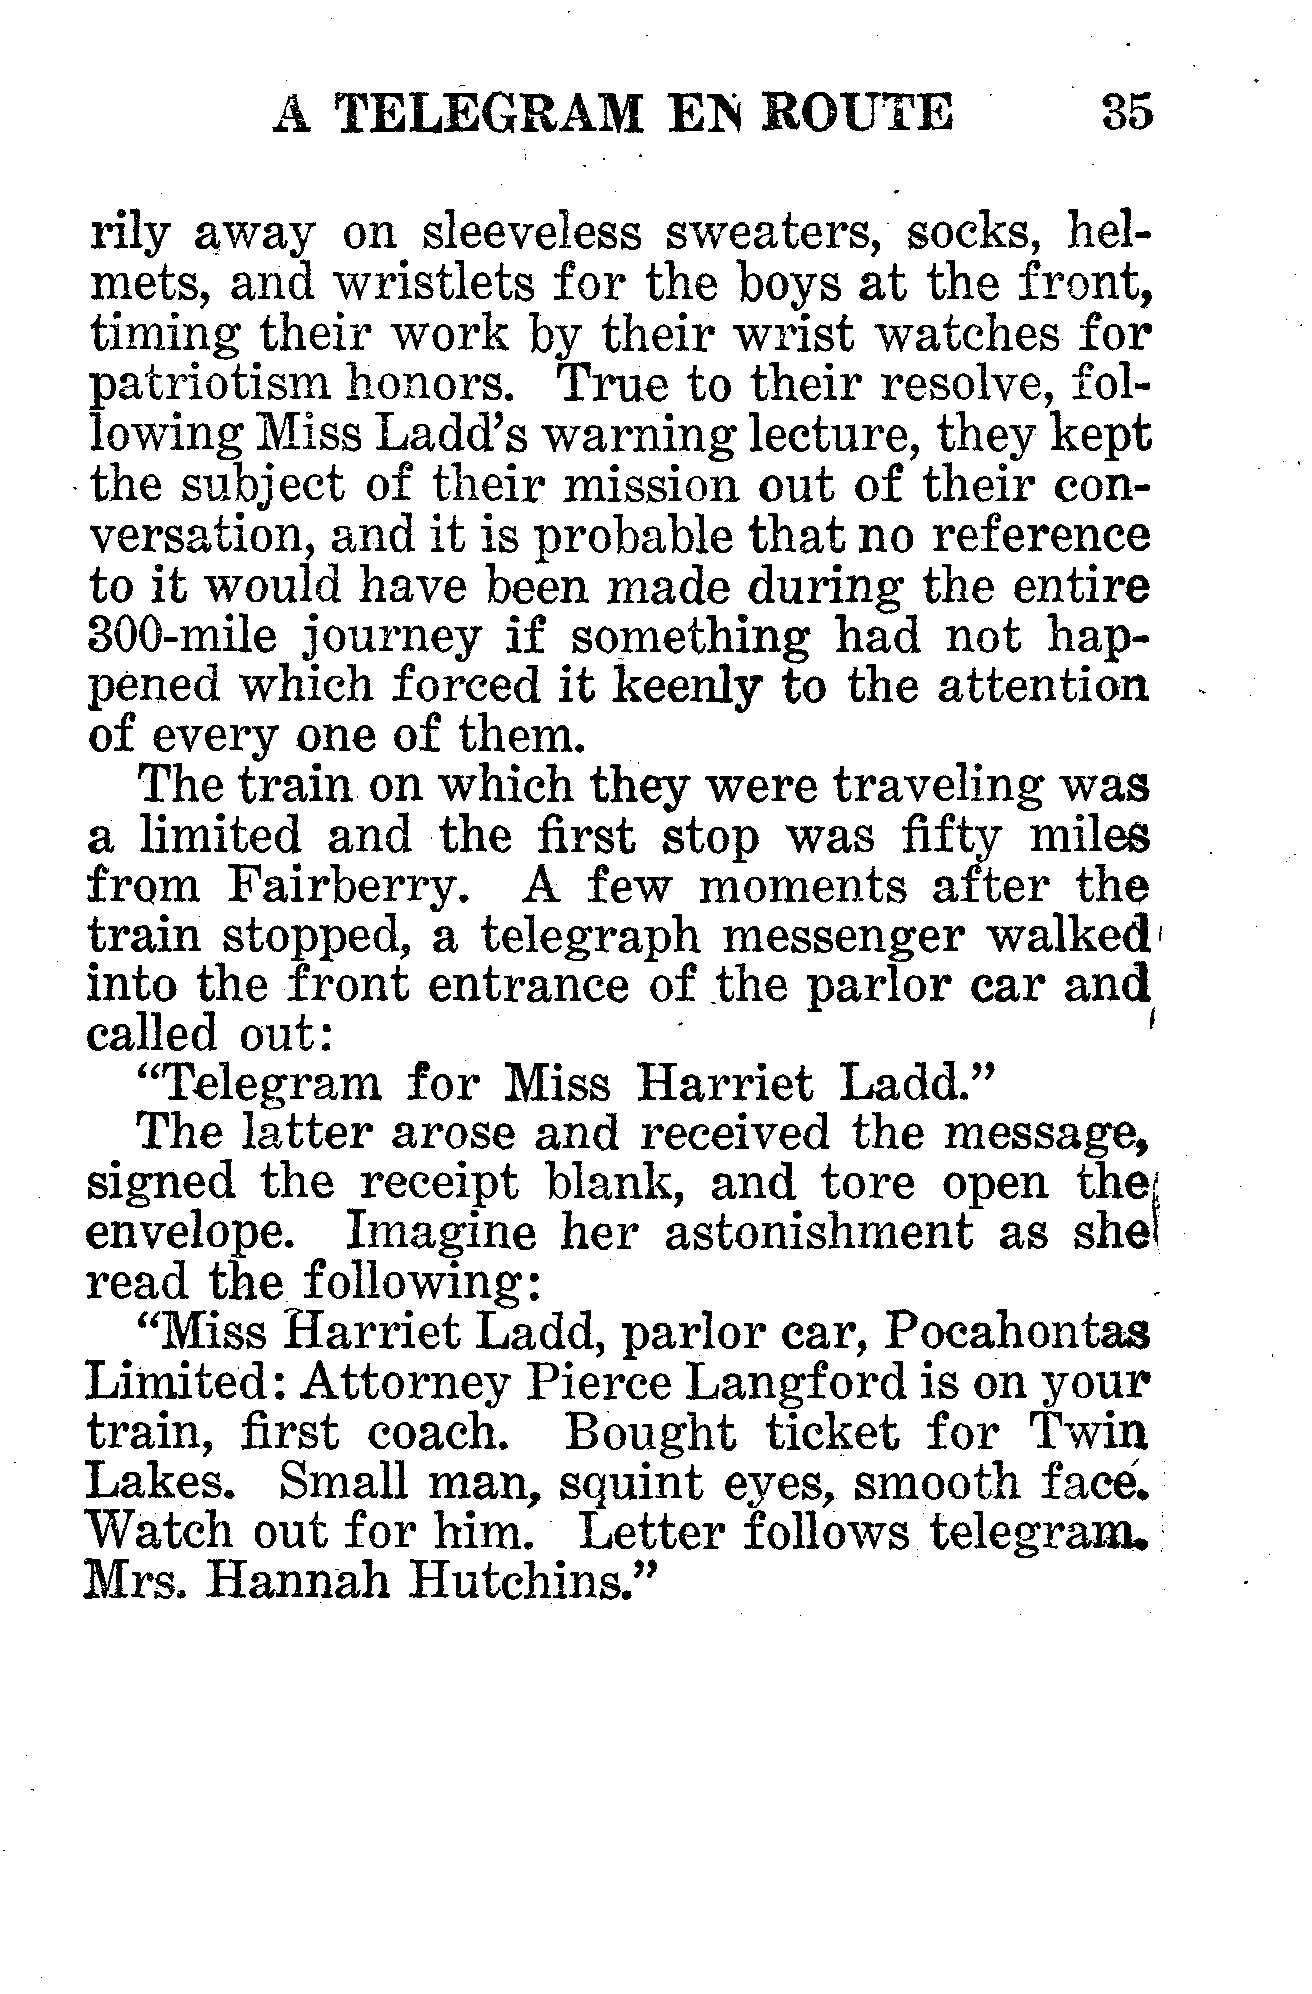 A TELEGRAM EN ROUTE 35
rily away on sleeveless sweaters, socks, hel-
mets, and wristlets for the boys at the front,
timing their work by their wrist watches for
patriotism honors. True to their resolve, fol-
lowing Miss Ladd's warning lecture, they kept
the subject of their mission out of their con-
versation, and it is probable that no reference
to it would have been made during the entire
300-mile journey if something had not hap-
pened which forced it keenly to the attention
of every one of them.
The train on which they were traveling was
a limited and the first stop was fifty miles
from Fairberry. A few moments after the
train stopped, a telegraph messenger walked
into the front entrance of the parlor car and
called out:
“Telegram for Miss Harriet Ladd.”
The latter arose and received the message,
signed the receipt blank, and tore open the
envelope. Imagine her astonishment as she
read the following:
“Miss Harriet Ladd, parlor car, Pocahontas
Limited: Attorney Pierce Langford is on your
train, first coach. Bought ticket for Twin
Lakes. Small man, squint eyes, smooth face.
Watch out for him. Letter follows telegram.
Mrs. Hannah Hutchins.”